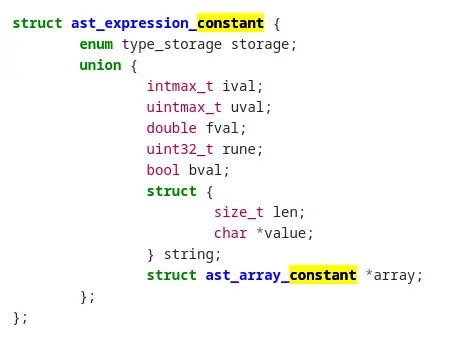 struct ast_expression_constant {
enum type_storage storage;
union {
intmax_t ival;
uintmax_t uval;
double fval;
uint32_t rune;
bool bval;
struct {
size_t len;
char *value;
} string;
struct ast_array_constant *array;
};
};